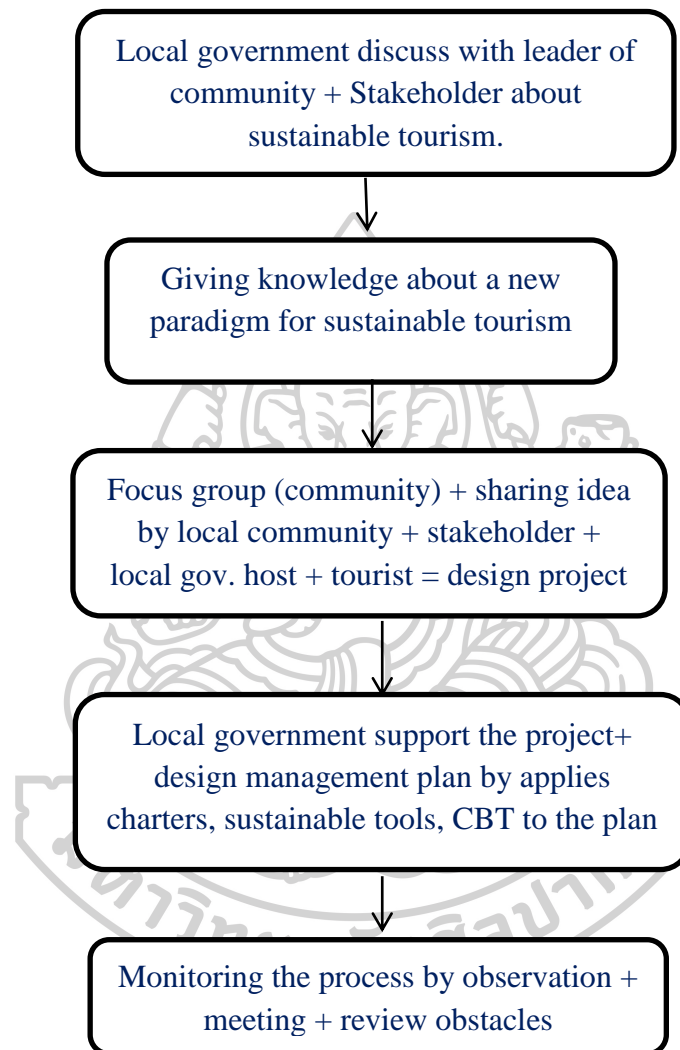 Local government discuss with leader of
community + Stakeholder about
sustainable tourism.
Giving knowledge about a new
paradigm for sustainable tourism
Focus group (community) + sharing idea
by local community + stakeholder +
local gov. host + tourist = design project
Local government support the project+
design management plan by applies
charters, sustainable tools, CBT to the plan
Monitoring the process by observation +
meeting + review obstacles